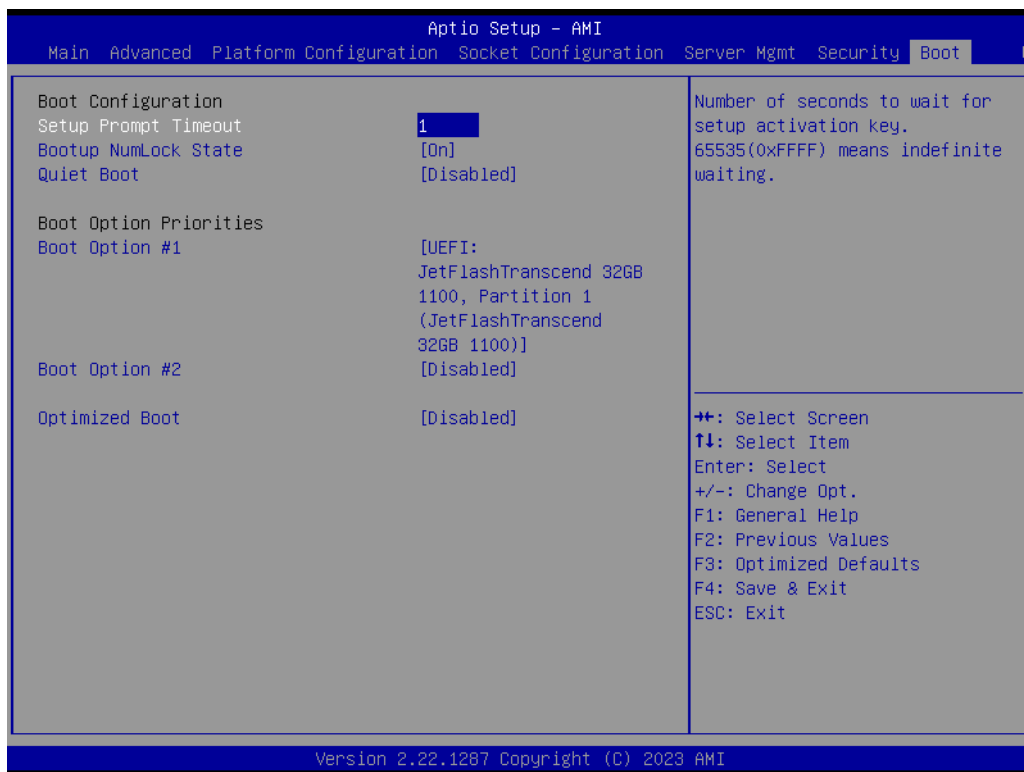 Aptio Setup – AMI
Main Advanced Platform Configuration Socket Configuration Server Mgmt Security Boot
Boot Configuration
Setup Prompt Timeout 1
Bootup NumLock State [On]
Quiet Boot [Disabled]
Boot Option Priorities
Boot Option #1 [UEFI:
JetFlashTranscend 32GB
1100, Partition 1
(JetFlashTranscend
32GB 1100)]
Boot Option #2 [Disabled]
Optimized Boot [Disabled]
Number of seconds to wait for
setup activation key.
65535(0xFFFF) means indefinite
waiting.
→←: Select Screen
↑↓: Select Item
Enter: Select
+/-: Change Opt.
F1: General Help
F2: Previous Values
F3: Optimized Defaults
F4: Save & Exit
ESC: Exit
Version 2.22.1287 Copyright (C) 2023 AMI